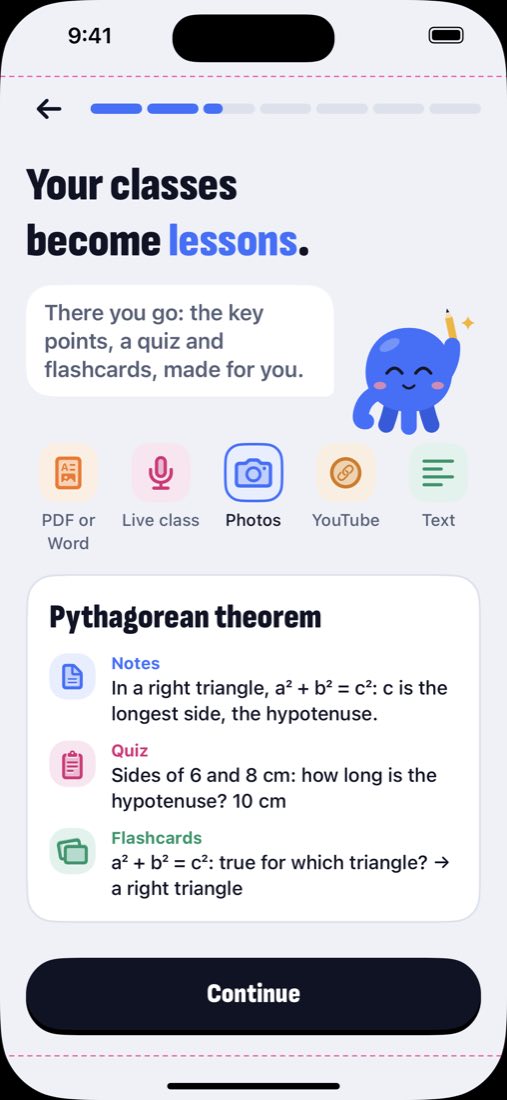 9:41
Your classes
become lessons.
There you go: the key
points, a quiz and
flashcards, made for you.
PDF or
Word
Live class
Photos
YouTube
Text
Pythagorean theorem
Notes
In a right triangle, a² + b² = c²: c is the
longest side, the hypotenuse.
Quiz
Sides of 6 and 8 cm: how long is the
hypotenuse? 10 cm
Flashcards
a² + b² = c²: true for which triangle? →
a right triangle
Continue